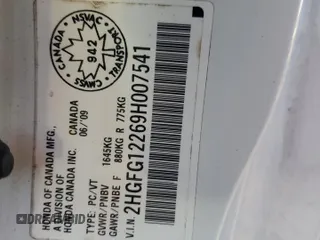 HONDA OF CANADA MFG.,
A DIVISION OF
HONDA CANADA INC. CANADA
06/09
TYPE: PC/VT
GVWR/PNBV 1645KG
GAWR/PNBE F 880KG R 775KG
V.I.N. 2HGFG12269H007541
CANADA
NSVAC
942
TRANSPORT
CMVSS